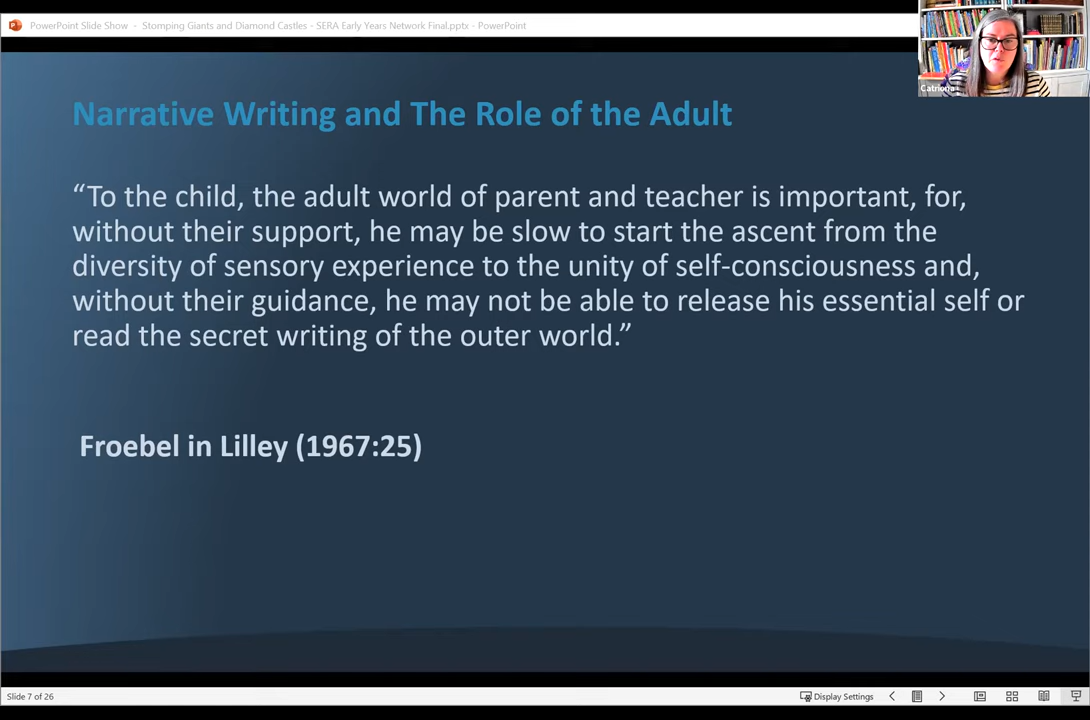 PowerPoint Slide Show - Stomping Giants and Diamond Castles - SERA Early Years Network Final.pptx - PowerPoint
Catriona
Narrative Writing and The Role of the Adult
“To the child, the adult world of parent and teacher is important, for,
without their support, he may be slow to start the ascent from the
diversity of sensory experience to the unity of self-consciousness and,
without their guidance, he may not be able to release his essential self or
read the secret writing of the outer world.”
Froebel in Lilley (1967:25)
Slide 7 of 26
Display Settings